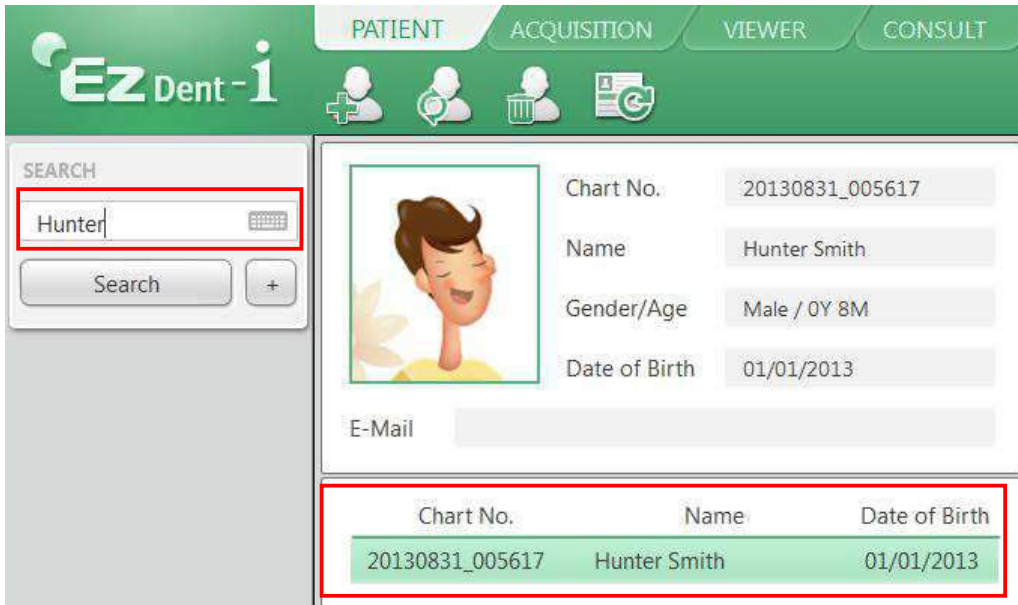 Ez Dent-i
PATIENT ACQUISITION VIEWER CONSULT
SEARCH
Hunter
Search +
Chart No. 20130831_005617
Name Hunter Smith
Gender/Age Male / 0Y 8M
Date of Birth 01/01/2013
E-Mail
Chart No. Name Date of Birth
20130831_005617 Hunter Smith 01/01/2013